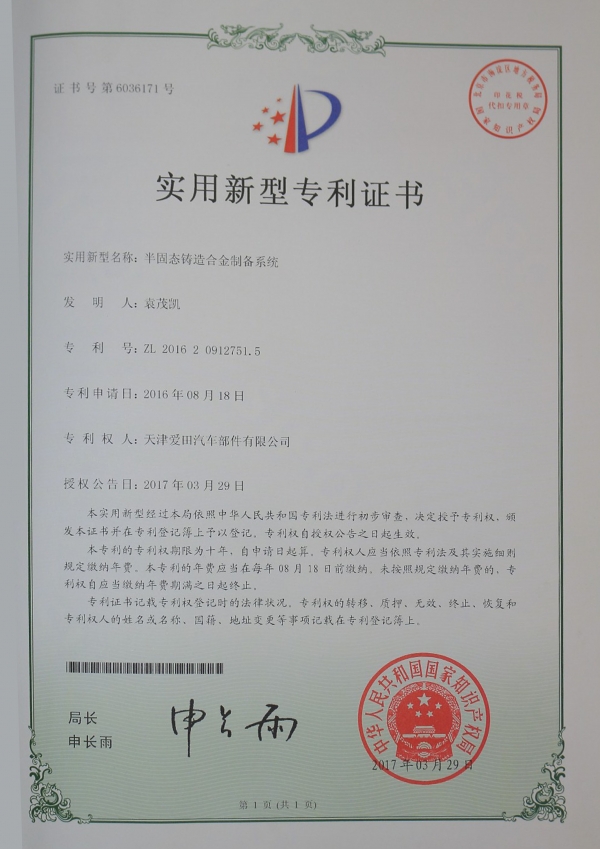 证书号第6036171号
印花税
代扣专用章
国家知识产权局
实用新型专利证书
实用新型名称：半固态铸造合金制备系统
发明人：袁茂凯
专利号：ZL 2016 2 0912751.5
专利申请日：2016年08月18日
专利权人：天津爱田汽车部件有限公司
授权公告日：2017年03月29日
本实用新型经过本局依照中华人民共和国专利法进行初步审查，决定授予专利权，颁
发本证书并在专利登记簿上予以登记。专利权自授权公告之日起生效。
本专利的专利权期限为十年，自申请日起算。专利权人应当依照专利法及其实施细则
规定缴纳年费。本专利的年费应当在每年08月18日前缴纳。未按照规定缴纳年费的，专
利权自应当缴纳年费期满之日起终止。
专利证书记载专利权登记时的法律状况。专利权的转移、质押、无效、终止、恢复和
专利权人的姓名或名称、国籍、地址变更等事项记载在专利登记簿上。
局长
申长雨
申长雨
中华人民共和国国家知识产权局
2017年03月29日
第1页(共1页)